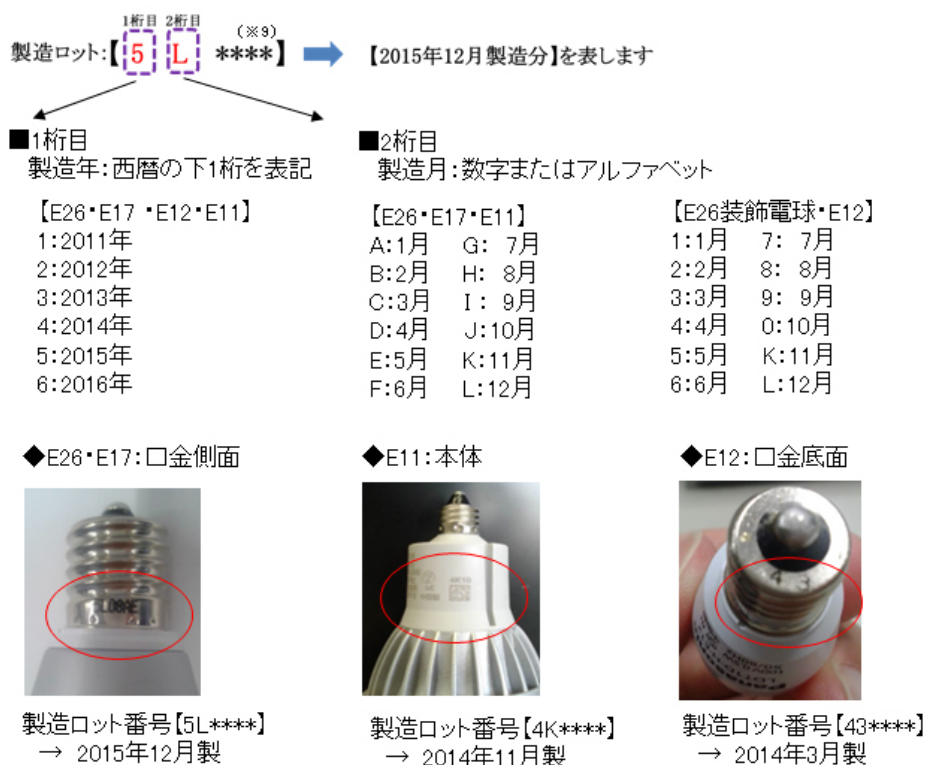 1桁目 2桁目
製造ロット:【5 L ****】 (※9) 【2015年12月製造分】を表します
■1桁目
製造年:西暦の下1桁を表記
【E26・E17・E12・E11】
1:2011年
2:2012年
3:2013年
4:2014年
5:2015年
6:2016年
■2桁目
製造月:数字またはアルファベット
【E26・E17・E11】
A:1月 G: 7月
B:2月 H: 8月
C:3月 I: 9月
D:4月 J:10月
E:5月 K:11月
F:6月 L:12月
【E26装飾電球・E12】
1:1月 7: 7月
2:2月 8: 8月
3:3月 9: 9月
4:4月 0:10月
5:5月 K:11月
6:6月 L:12月
◆E26・E17:口金側面
5L08AE
製造ロット番号【5L****】
→ 2015年12月製
◆E11:本体
製造ロット番号【4K****】
→ 2014年11月製
◆E12:口金底面
4 3
Panasonic
製造ロット番号【43****】
→ 2014年3月製